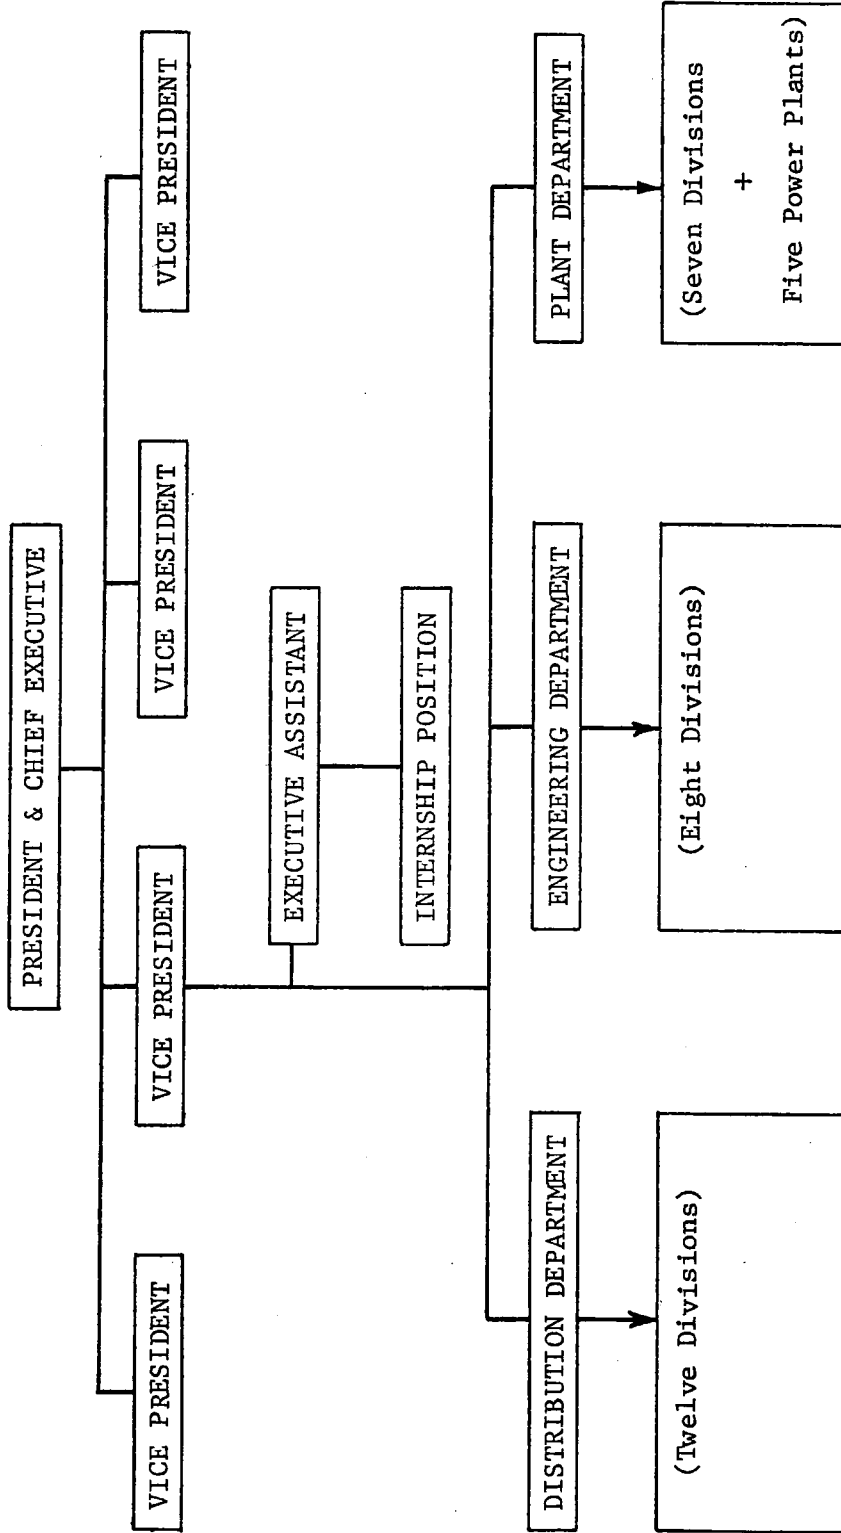 PRESIDENT & CHIEF EXECUTIVE
VICE PRESIDENT
VICE PRESIDENT
VICE PRESIDENT
VICE PRESIDENT
EXECUTIVE ASSISTANT
INTERNSHIP POSITION
DISTRIBUTION DEPARTMENT
ENGINEERING DEPARTMENT
PLANT DEPARTMENT
(Twelve Divisions)
(Eight Divisions)
(Seven Divisions
+
Five Power Plants)